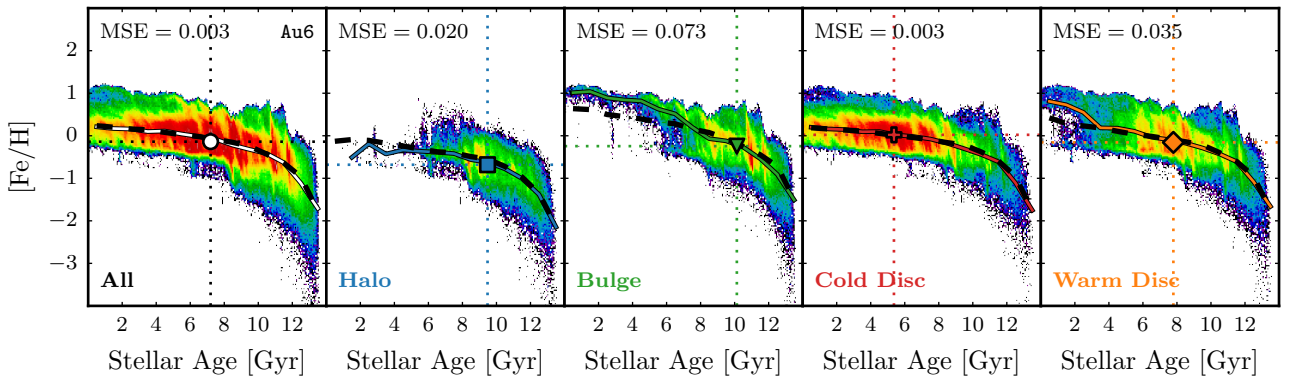 MSE = 0.003 Au6 MSE = 0.020 MSE = 0.073 MSE = 0.003 MSE = 0.035
[Fe/H]
2
1
0
−1
−2
−3
All Halo Bulge Cold Disc Warm Disc
2 4 6 8 10 12 2 4 6 8 10 12 2 4 6 8 10 12 2 4 6 8 10 12 2 4 6 8 10 12
Stellar Age [Gyr] Stellar Age [Gyr] Stellar Age [Gyr] Stellar Age [Gyr] Stellar Age [Gyr]